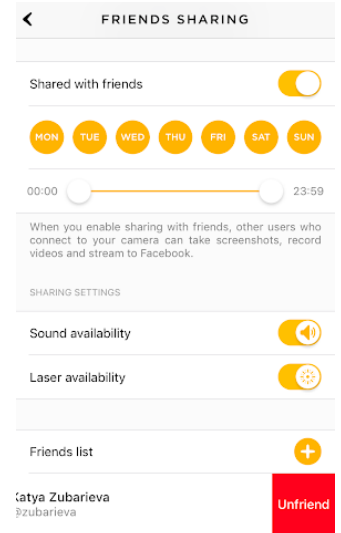 FRIENDS SHARING
Shared with friends
MON TUE WED THU FRI SAT SUN
00:00 23:59
When you enable sharing with friends, other users who
connect to your camera can take screenshots, record
videos and stream to Facebook.
SHARING SETTINGS
Sound availability
Laser availability
Friends list
Katya Zubarieva
@zubarieva
Unfriend